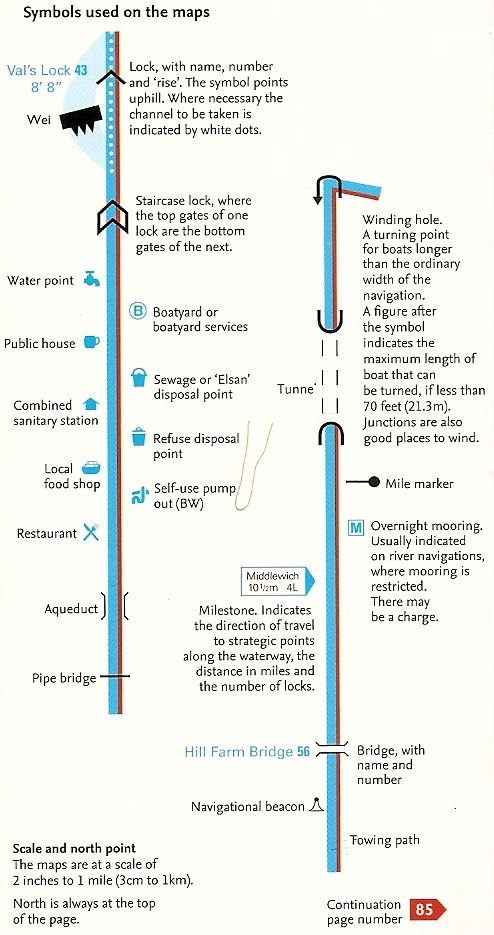 Symbols used on the maps
Val's Lock 43
8' 8"
Lock, with name, number
and 'rise'. The symbol points
uphill. Where necessary the
channel to be taken is
indicated by white dots.
Wei
Staircase lock, where
the top gates of one
lock are the bottom
gates of the next.
Water point
B Boatyard or
boatyard services
Public house
Sewage or 'Elsan'
disposal point
Combined
sanitary station
Refuse disposal
point
Local
food shop
Self-use pump
out (BW)
Restaurant
Aqueduct
Pipe bridge
Winding hole.
A turning point
for boats longer
than the ordinary
width of the
navigation.
A figure after
the symbol
indicates the
maximum length of
boat that can
be turned, if less than
70 feet (21.3m).
Junctions are also
good places to wind.
Tunne
Mile marker
M Overnight mooring.
Usually indicated
on river navigations,
where mooring is
restricted.
There may
be a charge.
Middlewich
10 1/2m 4L
Milestone. Indicates
the direction of travel
to strategic points
along the waterway, the
distance in miles and
the number of locks.
Hill Farm Bridge 56
Bridge, with
name and
number
Navigational beacon
Towing path
Scale and north point
The maps are at a scale of
2 inches to 1 mile (3cm to 1km).
North is always at the top
of the page.
Continuation
page number
85